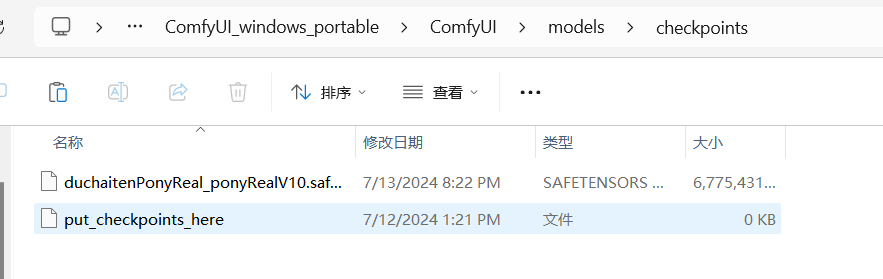 ComfyUI_windows_portable > ComfyUI > models > checkpoints
排序 查看
名称 修改日期 类型 大小
duchaitenPonyReal_ponyRealV10.saf... 7/13/2024 8:22 PM SAFETENSORS ... 6,775,431...
put_checkpoints_here 7/12/2024 1:21 PM 文件 0 KB